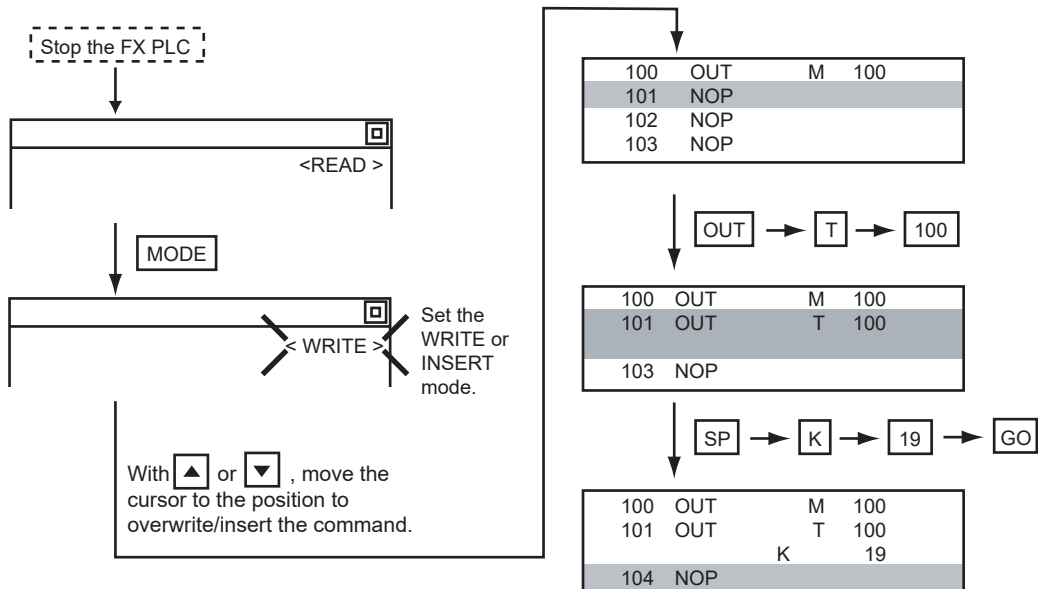 Stop the FX PLC
<READ >
MODE
< WRITE >
Set the
WRITE or
INSERT
mode.
With ▲ or ▼ , move the
cursor to the position to
overwrite/insert the command.
100 OUT M 100
101 NOP
102 NOP
103 NOP
OUT T 100
100 OUT M 100
101 OUT T 100
103 NOP
SP K 19 GO
100 OUT M 100
101 OUT T 100
K 19
104 NOP